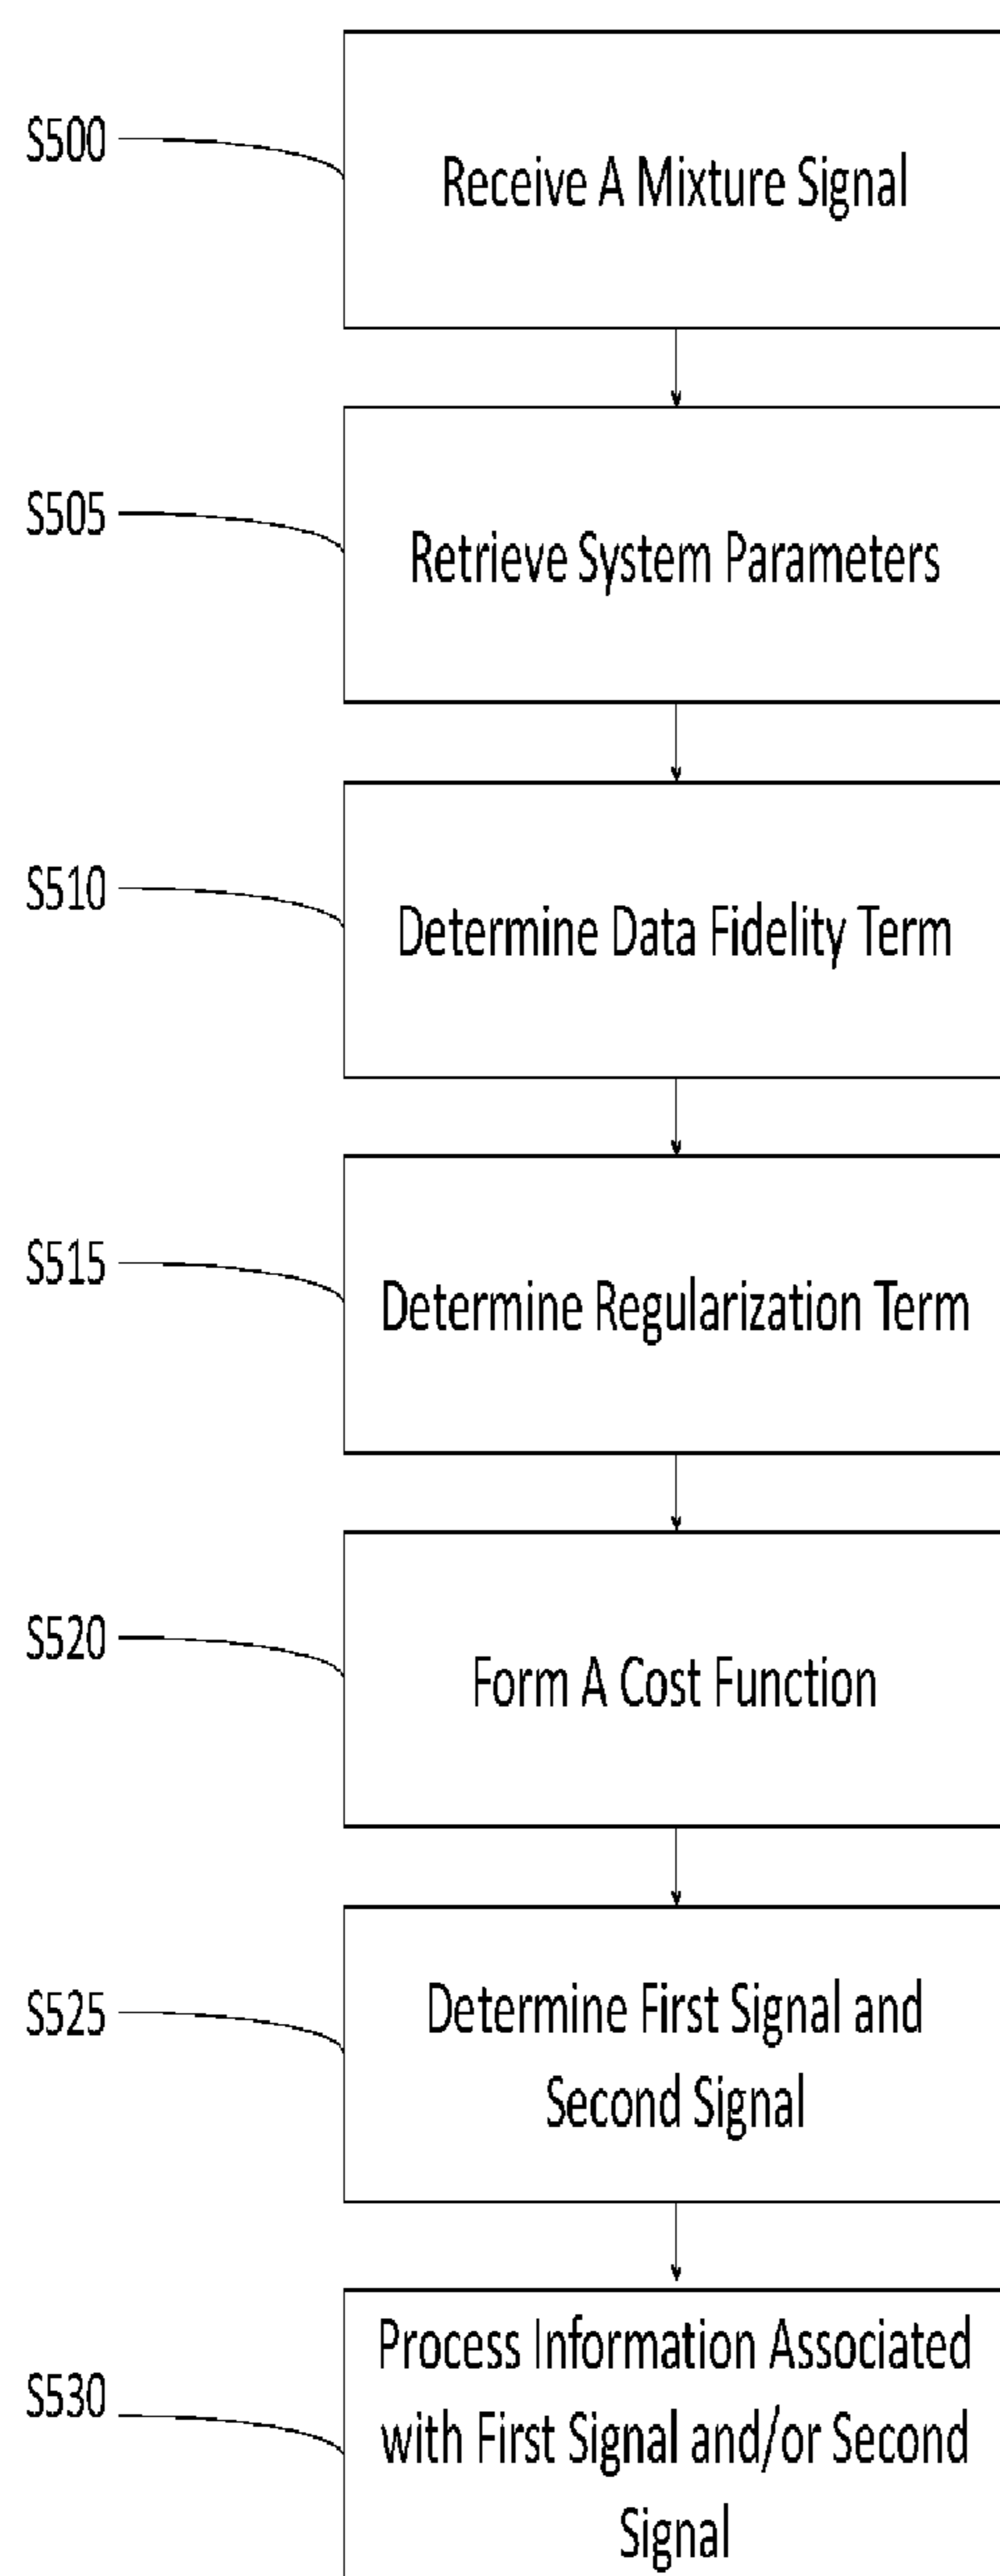 S500
Receive A Mixture Signal
S505
Retrieve System Parameters
S510
Determine Data Fidelity Term
S515
Determine Regularization Term
S520
Form A Cost Function
S525
Determine First Signal and
Second Signal
S530
Process Information Associated
with First Signal and/or Second
Signal